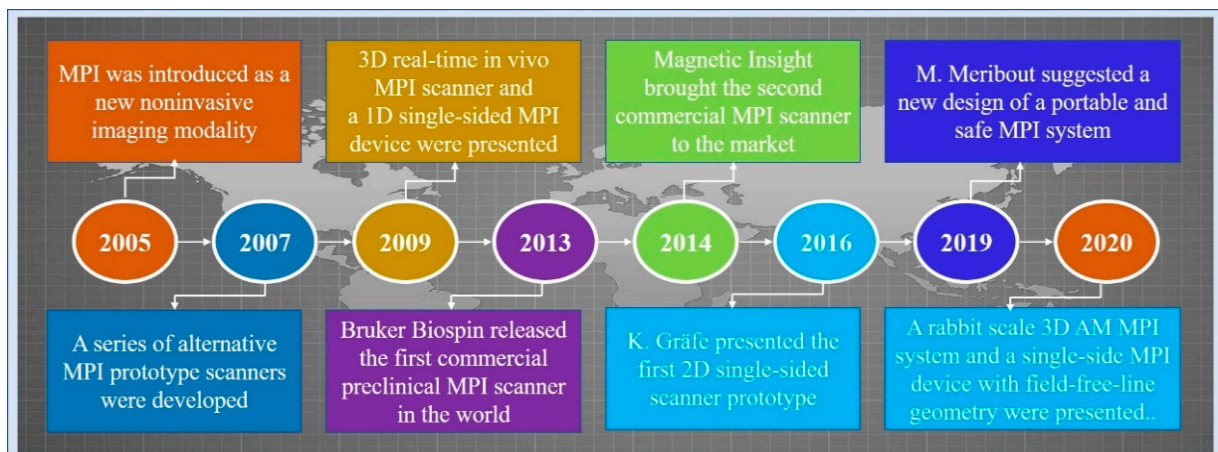 MPI was introduced as a
new noninvasive
imaging modality
3D real-time in vivo
MPI scanner and
a 1D single-sided MPI
device were presented
Magnetic Insight
brought the second
commercial MPI scanner
to the market
M. Meribout suggested a
new design of a portable and
safe MPI system
2005
2007
2009
2013
2014
2016
2019
2020
A series of alternative
MPI prototype scanners
were developed
Bruker Biospin released
the first commercial
preclinical MPI scanner
in the world
K. Gräfe presented the
first 2D single-sided
scanner prototype
A rabbit scale 3D AM MPI
system and a single-side MPI
device with field-free-line
geometry were presented..